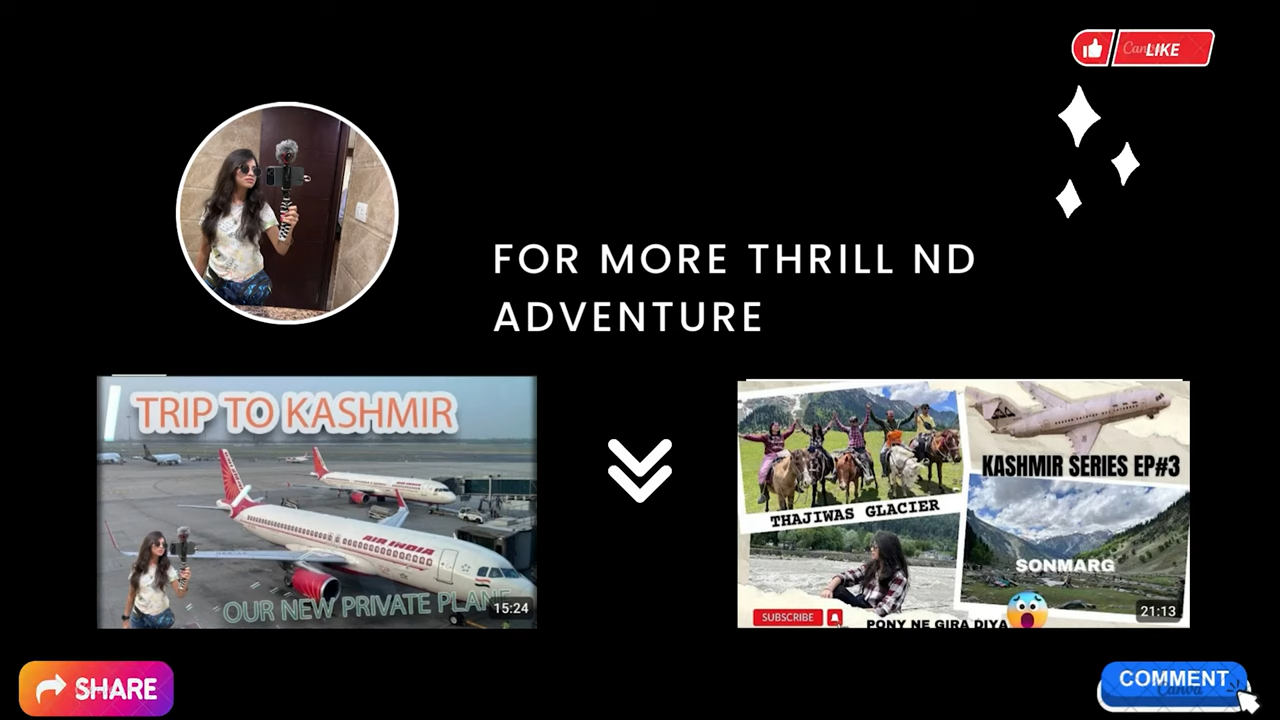 LIKE
FOR MORE THRILL ND
ADVENTURE
TRIP TO KASHMIR
AIR INDIA
OUR NEW PRIVATE PLANE
15:24
KASHMIR SERIES EP#3
THAJIWAS GLACIER
SONMARG
SUBSCRIBE
PONY NE GIRA DIYA
21:13
SHARE
COMMENT
Canva